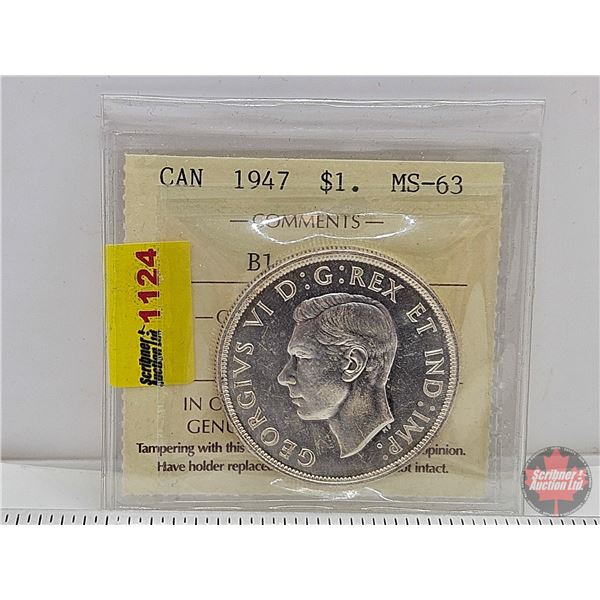 CAN 1947 $1. MS-63
— COMMENTS —
GEORGIVS VI D:G:REX ET IND:IMP:
HP
IN
GENU
Tampering with this opinion.
Have holder replace ot intact.
1124
Scribner's
Auction Ltd.
Scribner's
Auction Ltd.